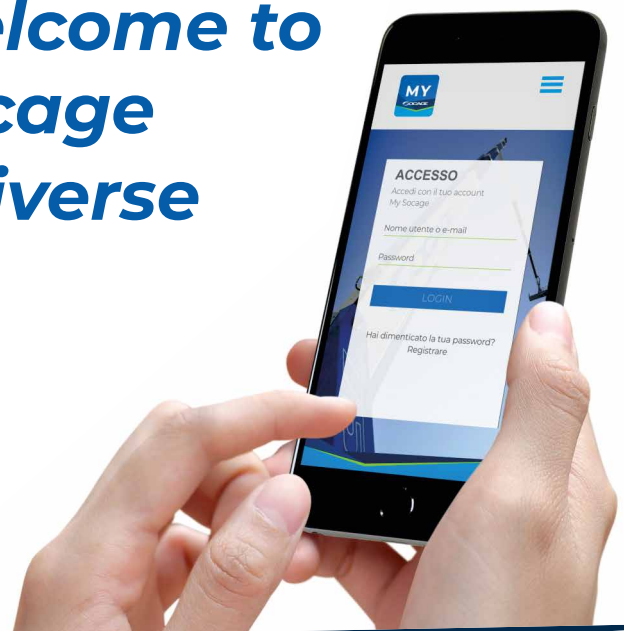 elcome to
cage
iverse
MY
SOCAGE
ACCESSO
Accedi con il tuo account
My Socage
Nome utente o e-mail
Password
LOGIN
Hai dimenticato la tua password?
Registrare